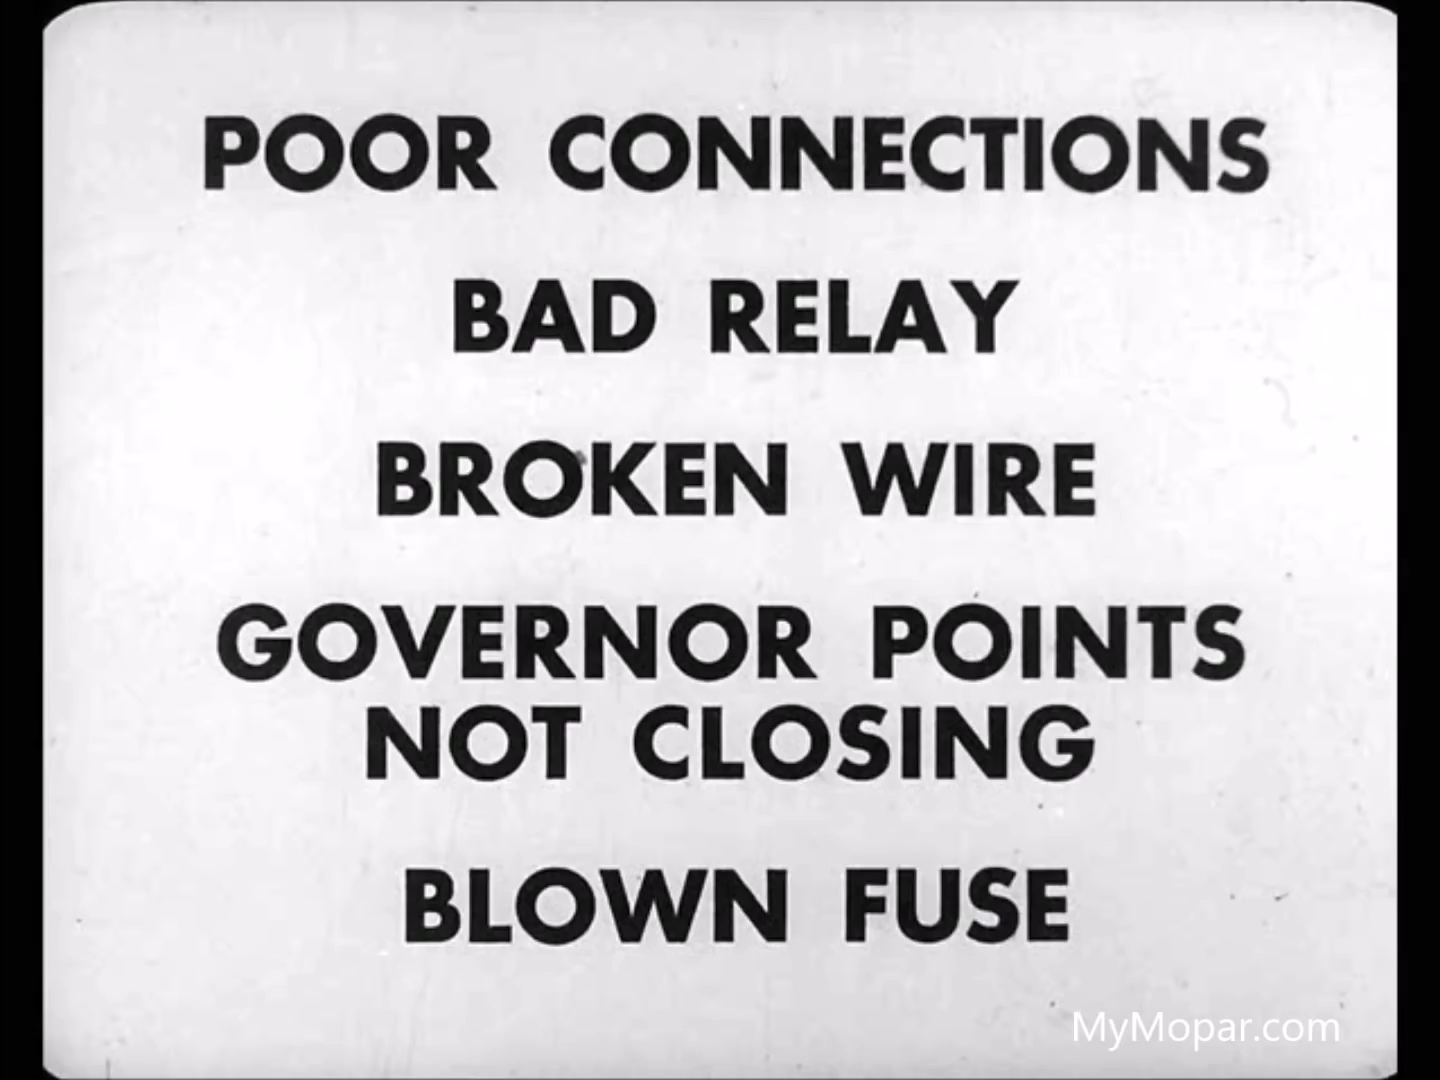 POOR CONNECTIONS
BAD RELAY
BROKEN WIRE
GOVERNOR POINTS
NOT CLOSING
BLOWN FUSE
MyMopar.com